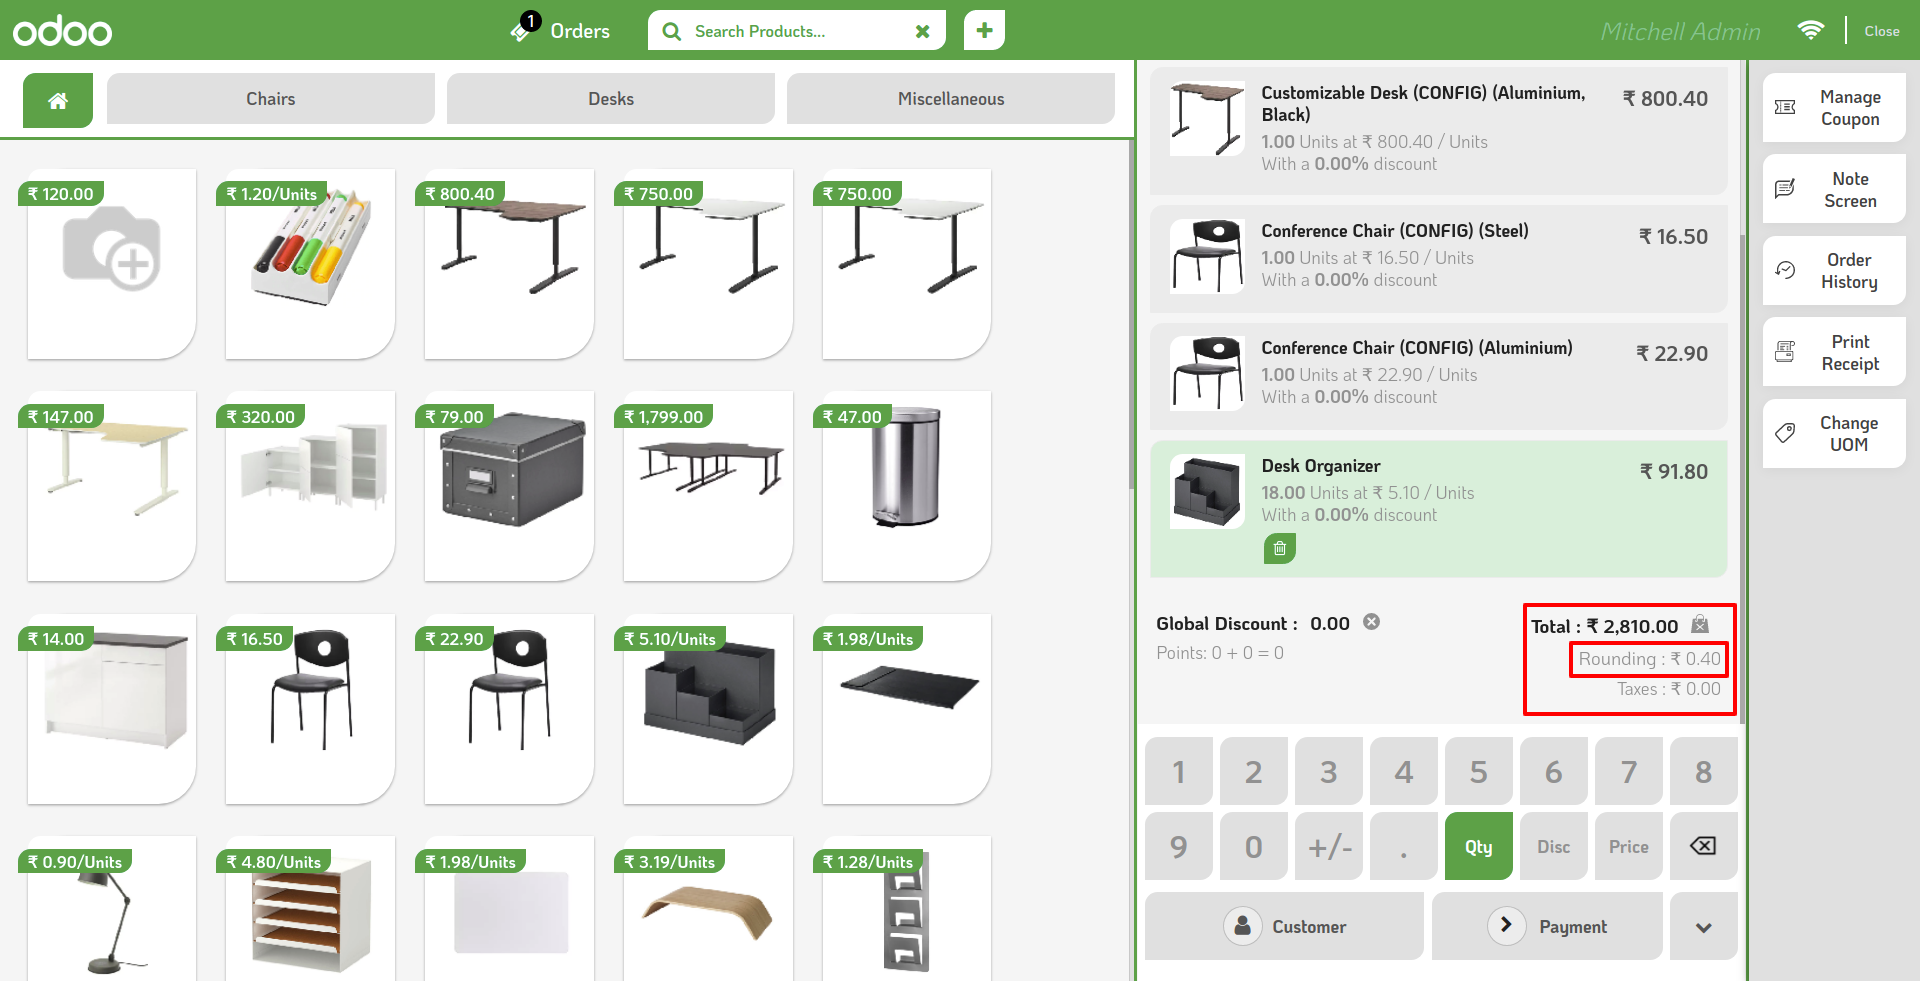 odoo
1
Orders
Search Products...
Mitchell Admin
Close
Chairs
Desks
Miscellaneous
₹ 120.00
₹ 1.20/Units
₹ 800.40
₹ 750.00
₹ 750.00
₹ 147.00
₹ 320.00
₹ 79.00
₹ 1,799.00
₹ 47.00
₹ 14.00
₹ 16.50
₹ 22.90
₹ 5.10/Units
₹ 1.98/Units
₹ 0.90/Units
₹ 4.80/Units
₹ 1.98/Units
₹ 3.19/Units
₹ 1.28/Units
Customizable Desk (CONFIG) (Aluminium, Black)
₹ 800.40
1.00 Units at ₹ 800.40 / Units
With a 0.00% discount
Conference Chair (CONFIG) (Steel)
₹ 16.50
1.00 Units at ₹ 16.50 / Units
With a 0.00% discount
Conference Chair (CONFIG) (Aluminium)
₹ 22.90
1.00 Units at ₹ 22.90 / Units
With a 0.00% discount
Desk Organizer
₹ 91.80
18.00 Units at ₹ 5.10 / Units
With a 0.00% discount
Global Discount : 0.00
Points: 0 + 0 = 0
Total : ₹ 2,810.00
Rounding : ₹ 0.40
Taxes : ₹ 0.00
1 2 3 4 5 6 7 8
9 0 +/- . Qty Disc Price
Customer
Payment
Manage
Coupon
Note
Screen
Order
History
Print
Receipt
Change
UOM